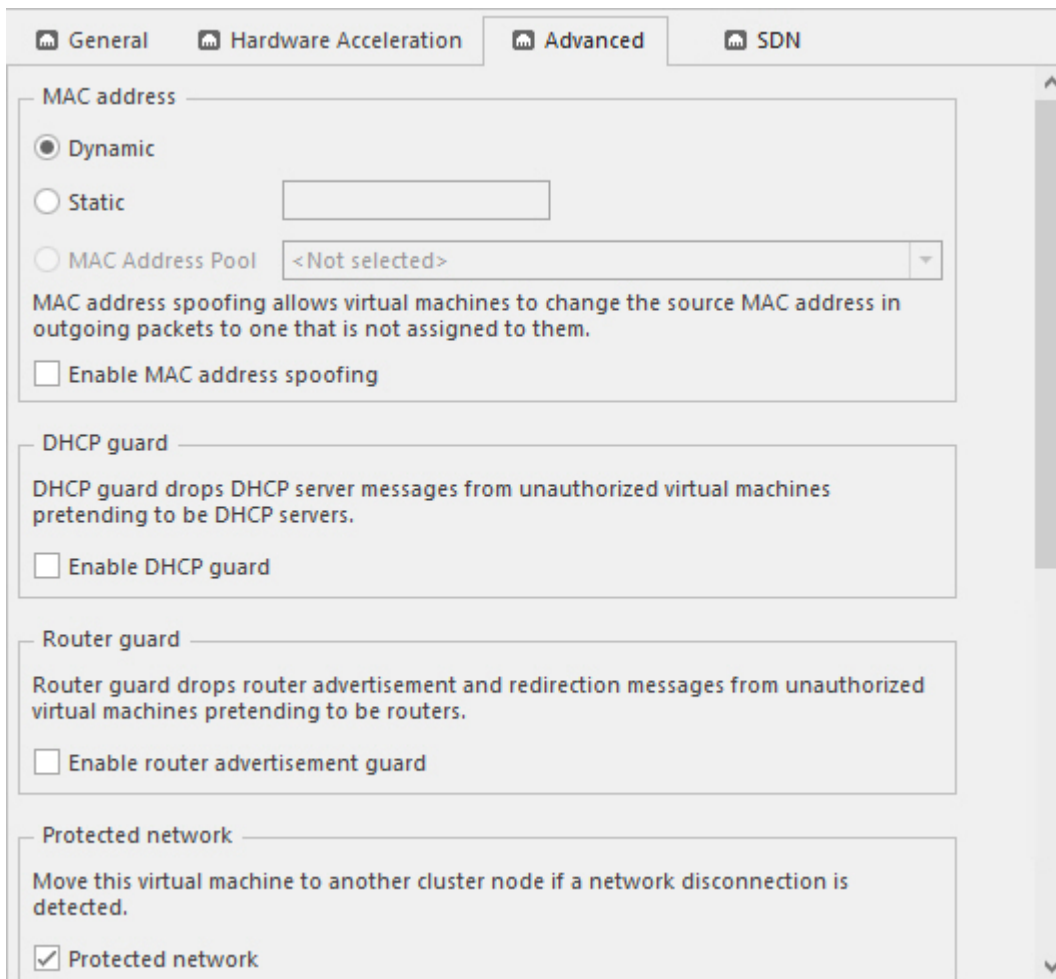 General
Hardware Acceleration
Advanced
SDN
MAC address
Dynamic
Static
MAC Address Pool
<Not selected>
MAC address spoofing allows virtual machines to change the source MAC address in
outgoing packets to one that is not assigned to them.
Enable MAC address spoofing
DHCP guard
DHCP guard drops DHCP server messages from unauthorized virtual machines
pretending to be DHCP servers.
Enable DHCP guard
Router guard
Router guard drops router advertisement and redirection messages from unauthorized
virtual machines pretending to be routers.
Enable router advertisement guard
Protected network
Move this virtual machine to another cluster node if a network disconnection is
detected.
Protected network